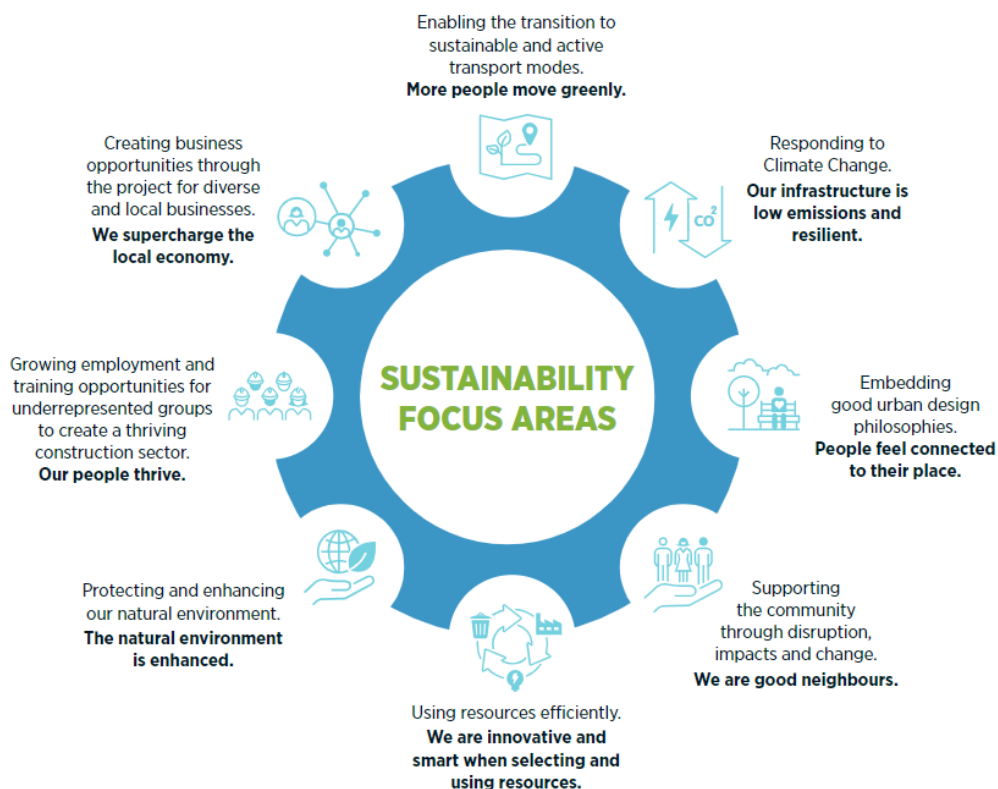 Enabling the transition to
sustainable and active
transport modes.
More people move greenly.
Responding to
Climate Change.
Our infrastructure is
low emissions and
resilient.
CO²
Embedding
good urban design
philosophies.
People feel connected
to their place.
Supporting
the community
through disruption,
impacts and change.
We are good neighbours.
Using resources efficiently.
We are innovative and
smart when selecting and
using resources.
Protecting and enhancing
our natural environment.
The natural environment
is enhanced.
Growing employment and
training opportunities for
underrepresented groups
to create a thriving
construction sector.
Our people thrive.
Creating business
opportunities through
the project for diverse
and local businesses.
We supercharge the
local economy.
SUSTAINABILITY
FOCUS AREAS